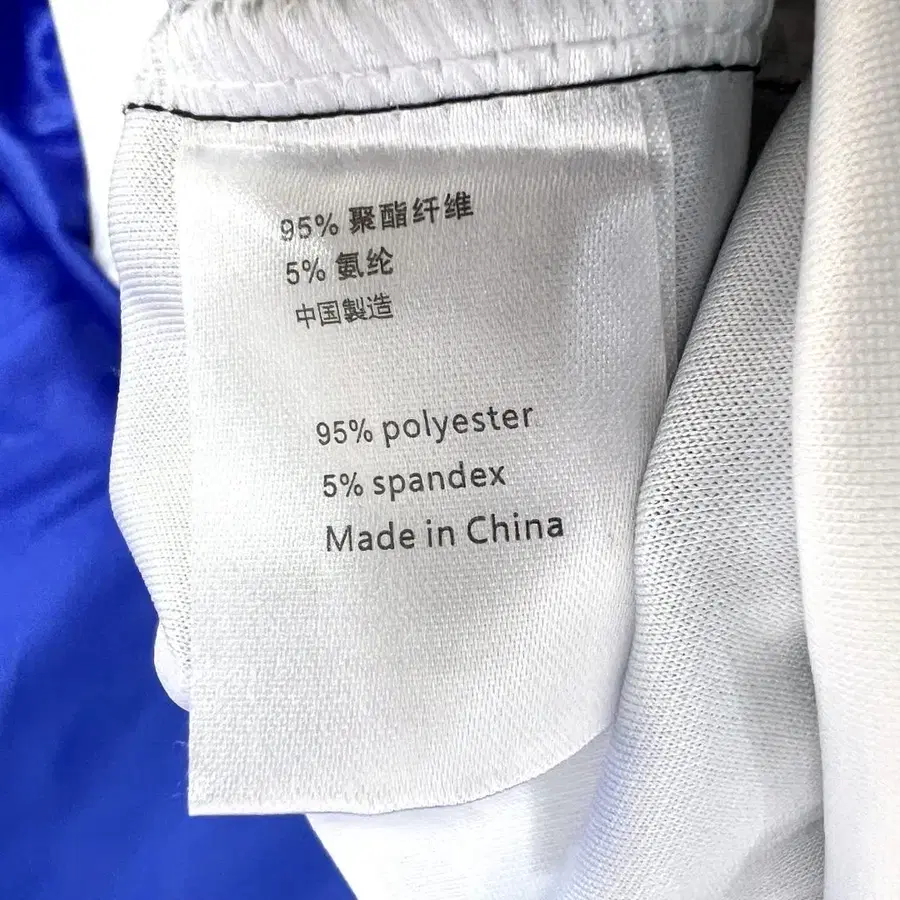 95% 聚酯纤维
5% 氨纶
中国製造
95% polyester
5% spandex
Made in China